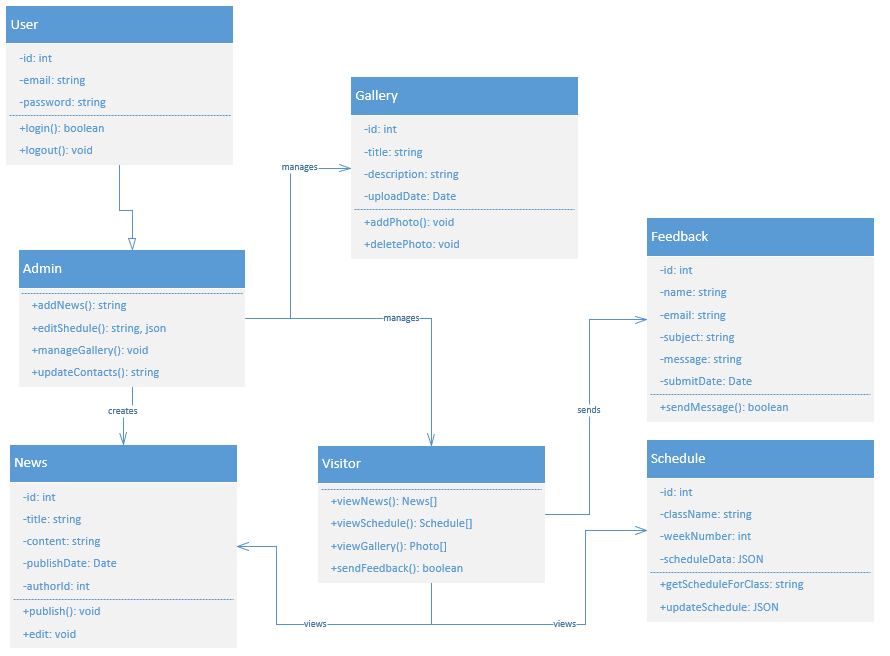 User
-id: int
-email: string
-password: string
+login(): boolean
+logout(): void
Gallery
-id: int
-title: string
-description: string
-uploadDate: Date
+addPhoto(): void
+deletePhoto: void
manages
Admin
+addNews(): string
+editShedule(): string, json
+manageGallery(): void
+updateContacts(): string
manages
creates
Feedback
-id: int
-name: string
-email: string
-subject: string
-message: string
-submitDate: Date
+sendMessage(): boolean
sends
News
-id: int
-title: string
-content: string
-publishDate: Date
-authorId: int
+publish(): void
+edit: void
Visitor
+viewNews(): News[]
+viewSchedule(): Schedule[]
+viewGallery(): Photo[]
+sendFeedback(): boolean
Schedule
-id: int
-className: string
-weekNumber: int
-scheduleData: JSON
+getScheduleForClass: string
+updateSchedule: JSON
views
views